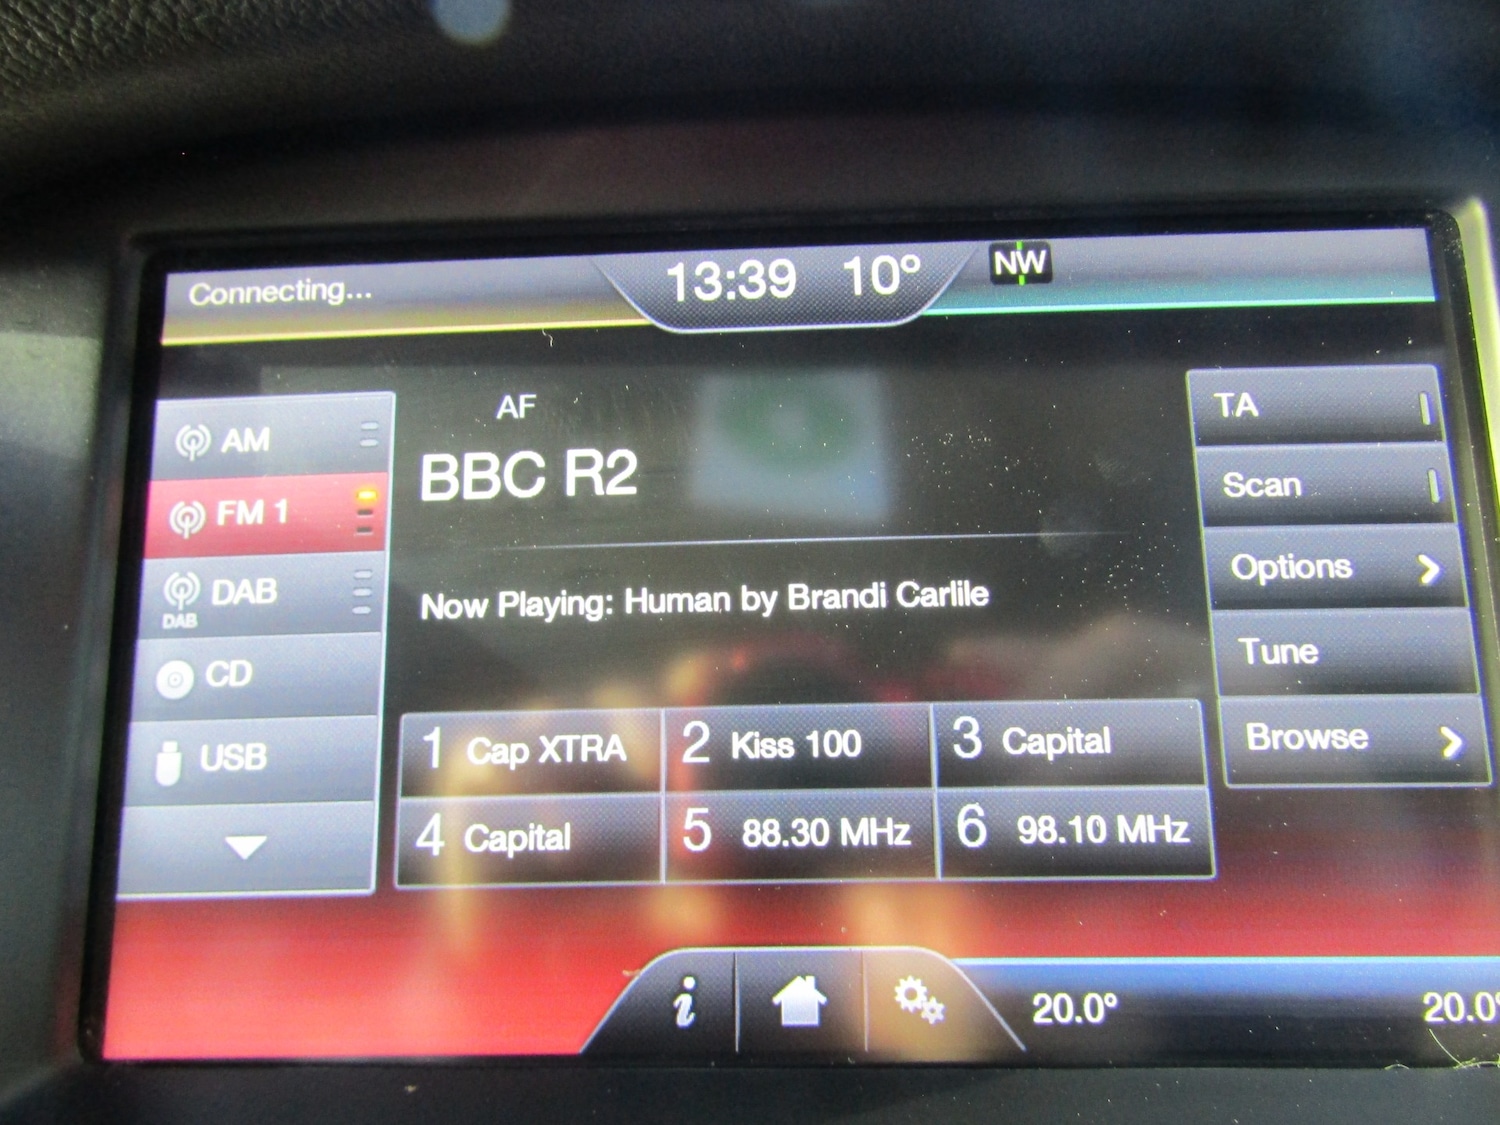 Connecting...
13:39 10°
NW
AM
FM 1
DAB
DAB
CD
USB
AF
BBC R2
Now Playing: Human by Brandi Carlile
1 Cap XTRA
2 Kiss 100
3 Capital
4 Capital
5 88.30 MHz
6 98.10 MHz
TA
Scan
Options
Tune
Browse
i
20.0°
20.0°